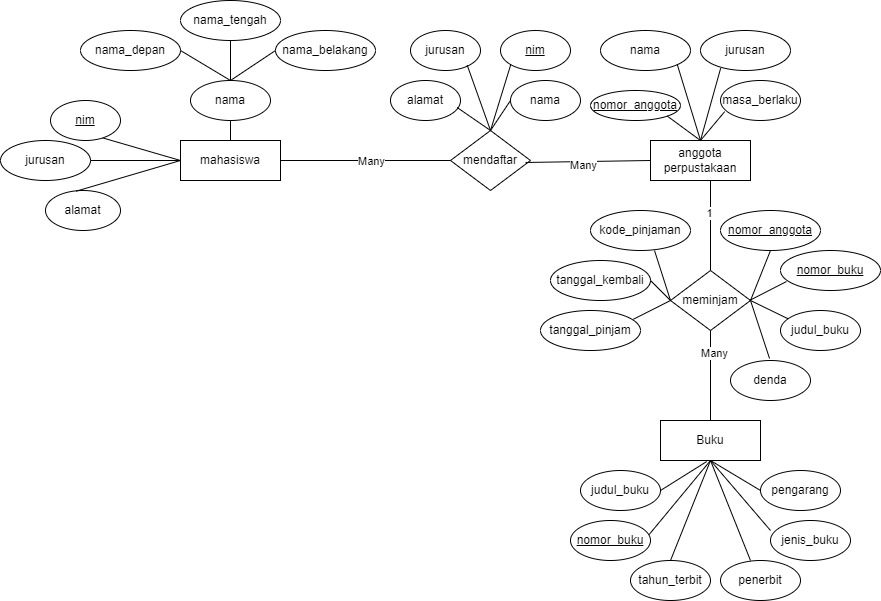 nama_tengah
nama_depan
nama_belakang
nama
nim
jurusan
alamat
mahasiswa
Many
jurusan
nim
alamat
nama
mendaftar
Many
nama
jurusan
nomor_anggota
masa_berlaku
anggota
perpustakaan
1
kode_pinjaman
nomor_anggota
tanggal_kembali
nomor_buku
meminjam
tanggal_pinjam
judul_buku
Many
denda
Buku
judul_buku
pengarang
nomor_buku
jenis_buku
tahun_terbit
penerbit